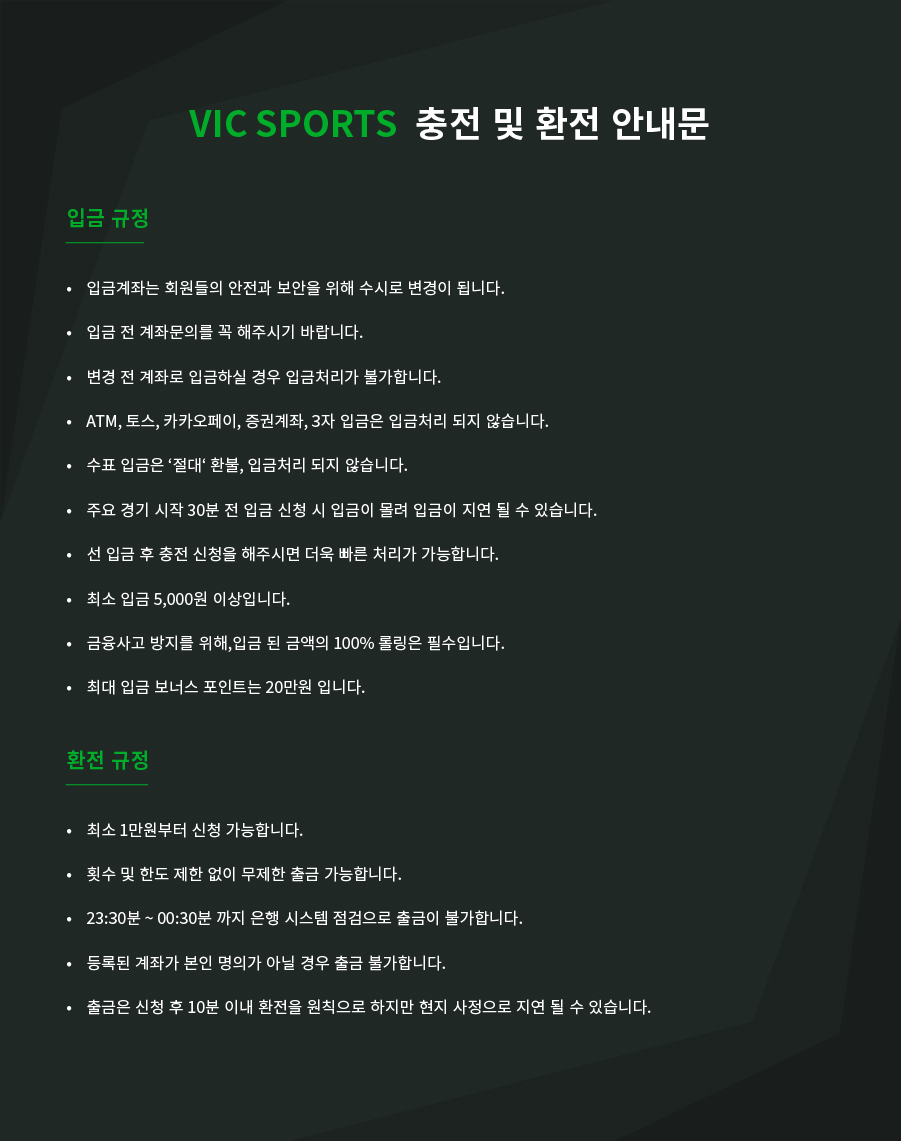 VIC SPORTS 충전 및 환전 안내문
입금 규정
• 입금계좌는 회원들의 안전과 보안을 위해 수시로 변경이 됩니다.
• 입금 전 계좌문의를 꼭 해주시기 바랍니다.
• 변경 전 계좌로 입금하실 경우 입금처리가 불가합니다.
• ATM, 토스, 카카오페이, 증권계좌, 3자 입금은 입금처리 되지 않습니다.
• 수표 입금은 ‘절대‘ 환불, 입금처리 되지 않습니다.
• 주요 경기 시작 30분 전 입금 신청 시 입금이 몰려 입금이 지연 될 수 있습니다.
• 선 입금 후 충전 신청을 해주시면 더욱 빠른 처리가 가능합니다.
• 최소 입금 5,000원 이상입니다.
• 금융사고 방지를 위해,입금 된 금액의 100% 롤링은 필수입니다.
• 최대 입금 보너스 포인트는 20만원 입니다.
환전 규정
• 최소 1만원부터 신청 가능합니다.
• 횟수 및 한도 제한 없이 무제한 출금 가능합니다.
• 23:30분 ~ 00:30분 까지 은행 시스템 점검으로 출금이 불가합니다.
• 등록된 계좌가 본인 명의가 아닐 경우 출금 불가합니다.
• 출금은 신청 후 10분 이내 환전을 원칙으로 하지만 현지 사정으로 지연 될 수 있습니다.